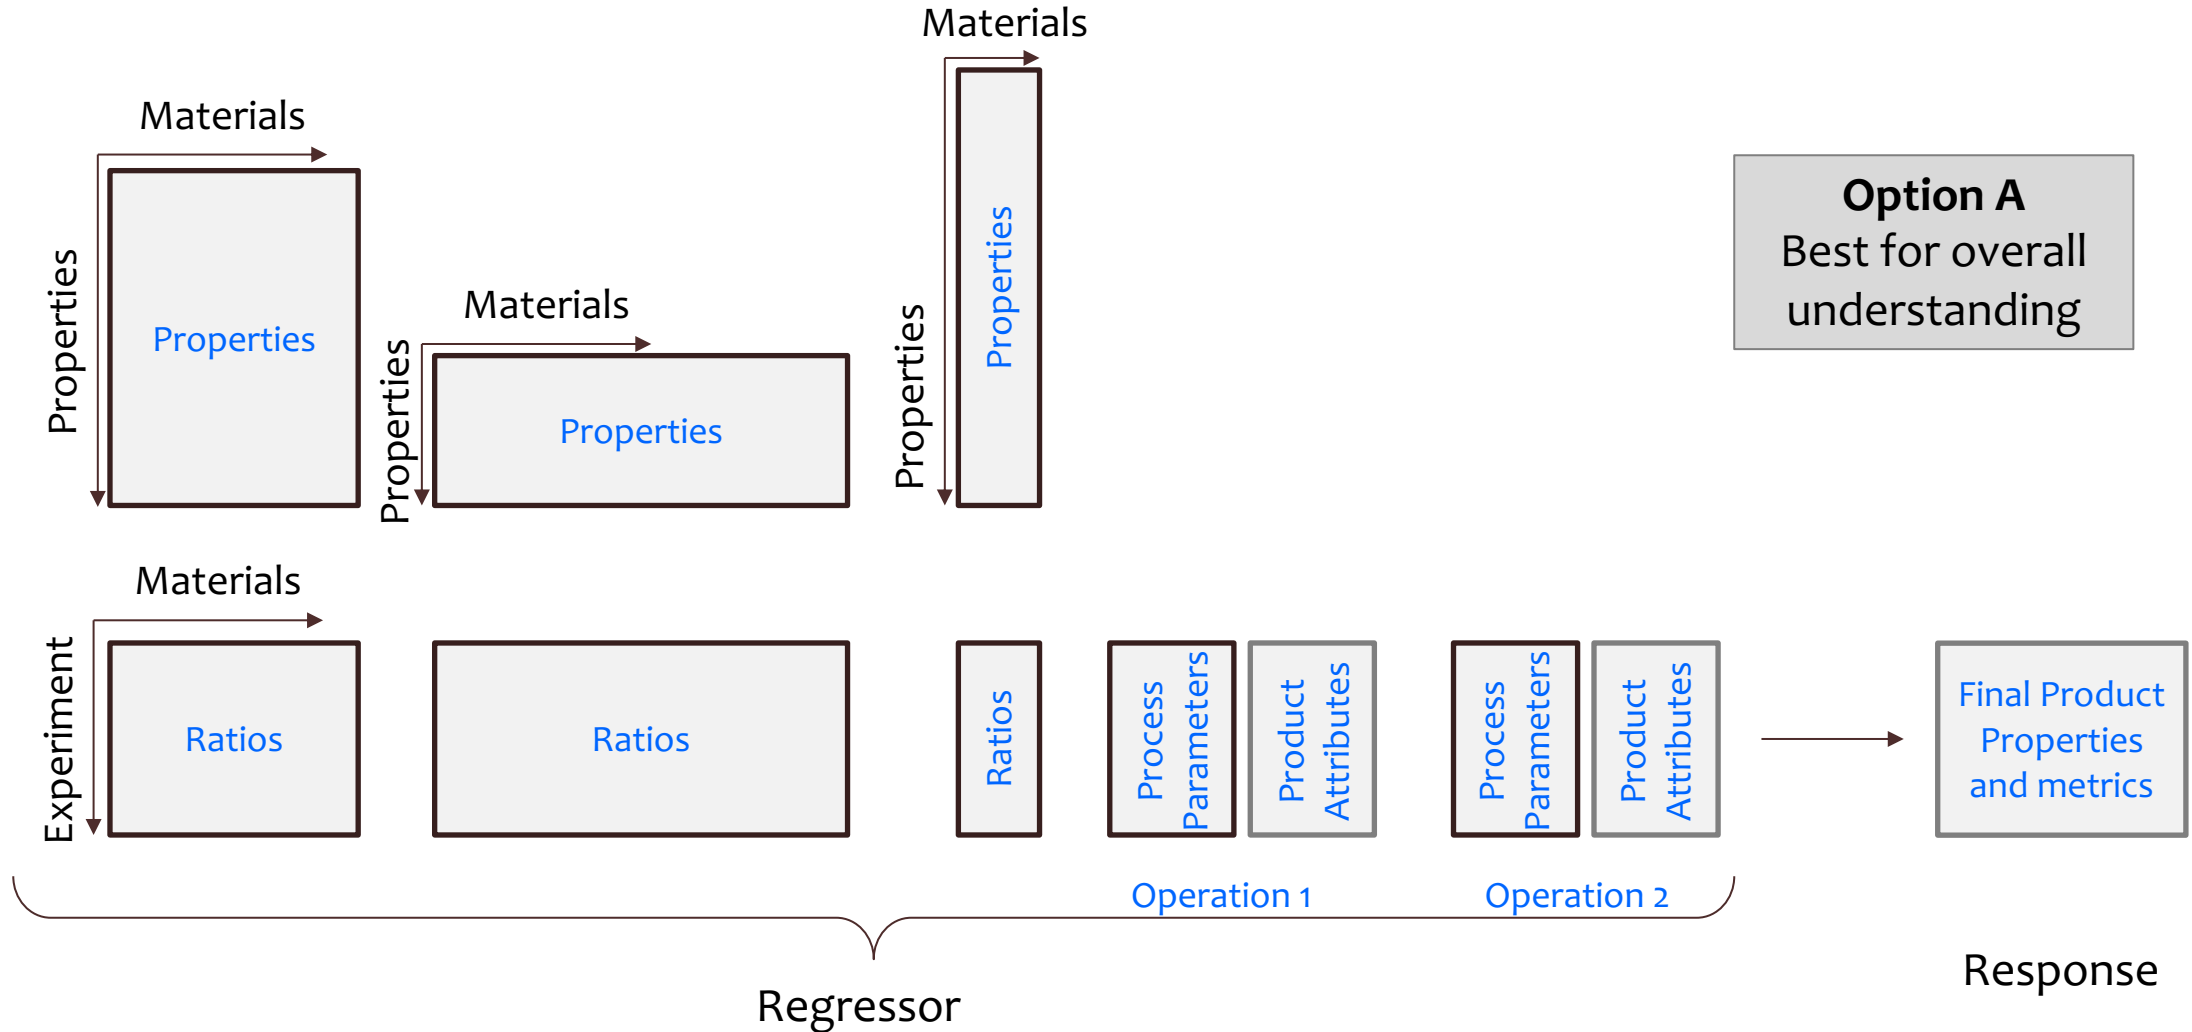 Materials
Materials
Properties
Properties
Materials
Properties
Properties
Properties
Properties
Option A
Best for overall
understanding
Materials
Experiment
Ratios
Ratios
Ratios
Process
Parameters
Product
Attributes
Process
Parameters
Product
Attributes
Final Product
Properties
and metrics
Operation 1
Operation 2
Regressor
Response